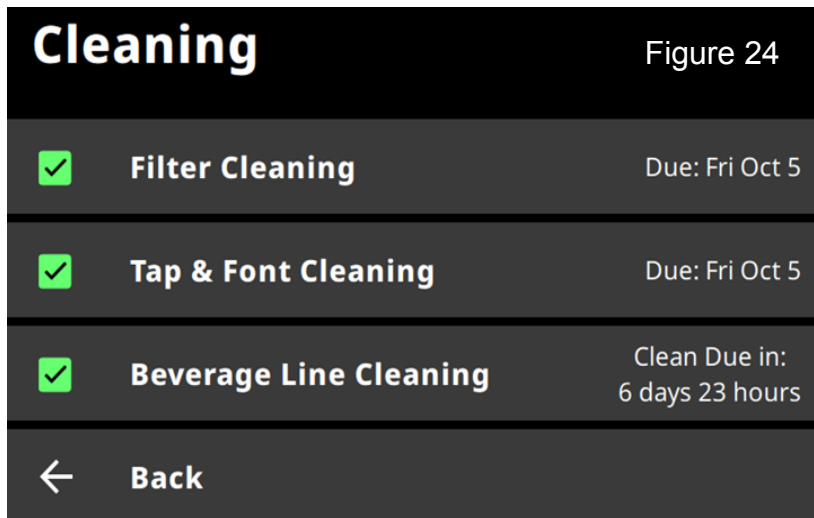 Cleaning
Figure 24
Filter Cleaning
Due: Fri Oct 5
Tap & Font Cleaning
Due: Fri Oct 5
Beverage Line Cleaning
Clean Due in:
6 days 23 hours
Back